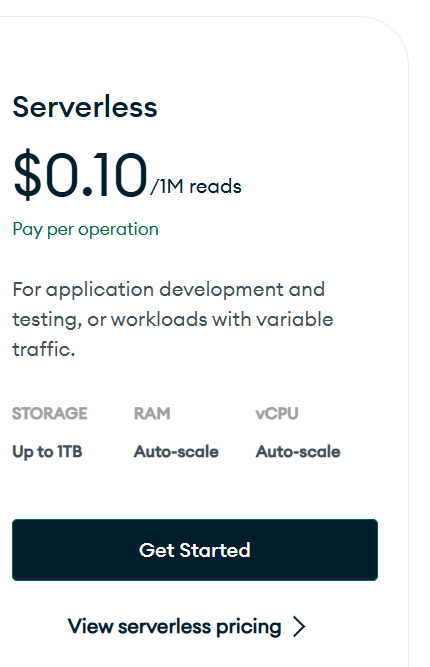 Serverless
$0.10/1M reads
Pay per operation
For application development and
testing, or workloads with variable
traffic.
STORAGE RAM vCPU
Up to 1TB Auto-scale Auto-scale
Get Started
View serverless pricing